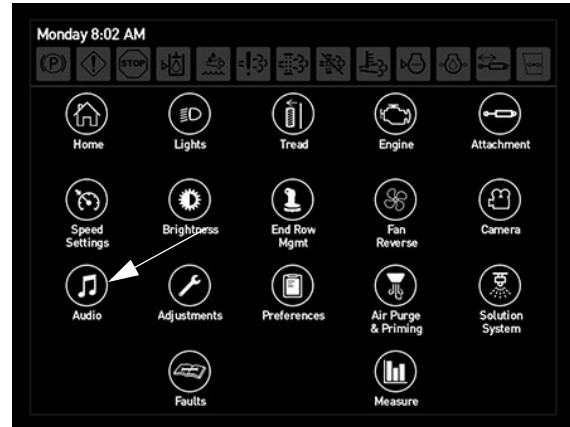 Monday 8:02 AM
(P) STOP
Home Lights Tread Engine Attachment
Speed Settings Brightness End Row Mgmt Fan Reverse Camera
Audio Adjustments Preferences Air Purge & Priming Solution System
Faults Measure